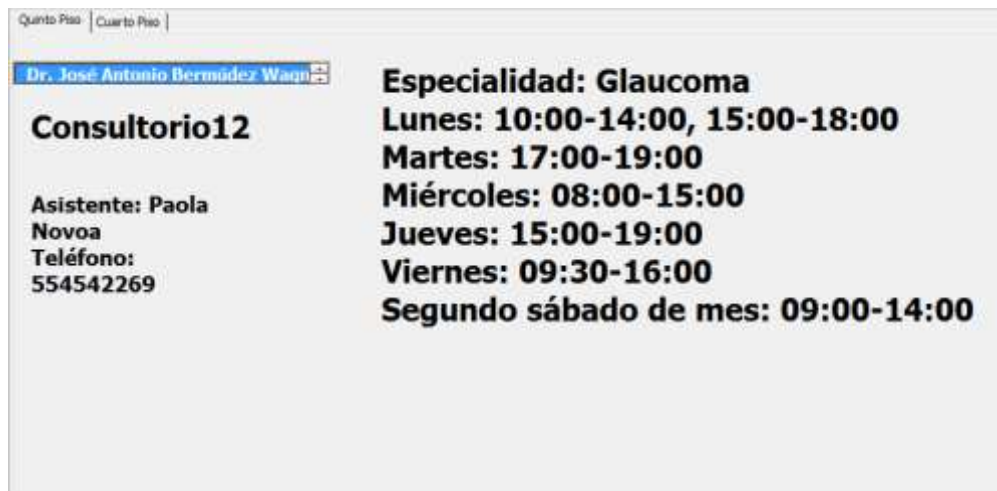 Quinto Piso
Cuarto Piso
Dr. José Antonio Bermúdez Wagn
Consultorio12
Asistente: Paola
Novoa
Teléfono:
554542269
Especialidad: Glaucoma
Lunes: 10:00-14:00, 15:00-18:00
Martes: 17:00-19:00
Miércoles: 08:00-15:00
Jueves: 15:00-19:00
Viernes: 09:30-16:00
Segundo sábado de mes: 09:00-14:00